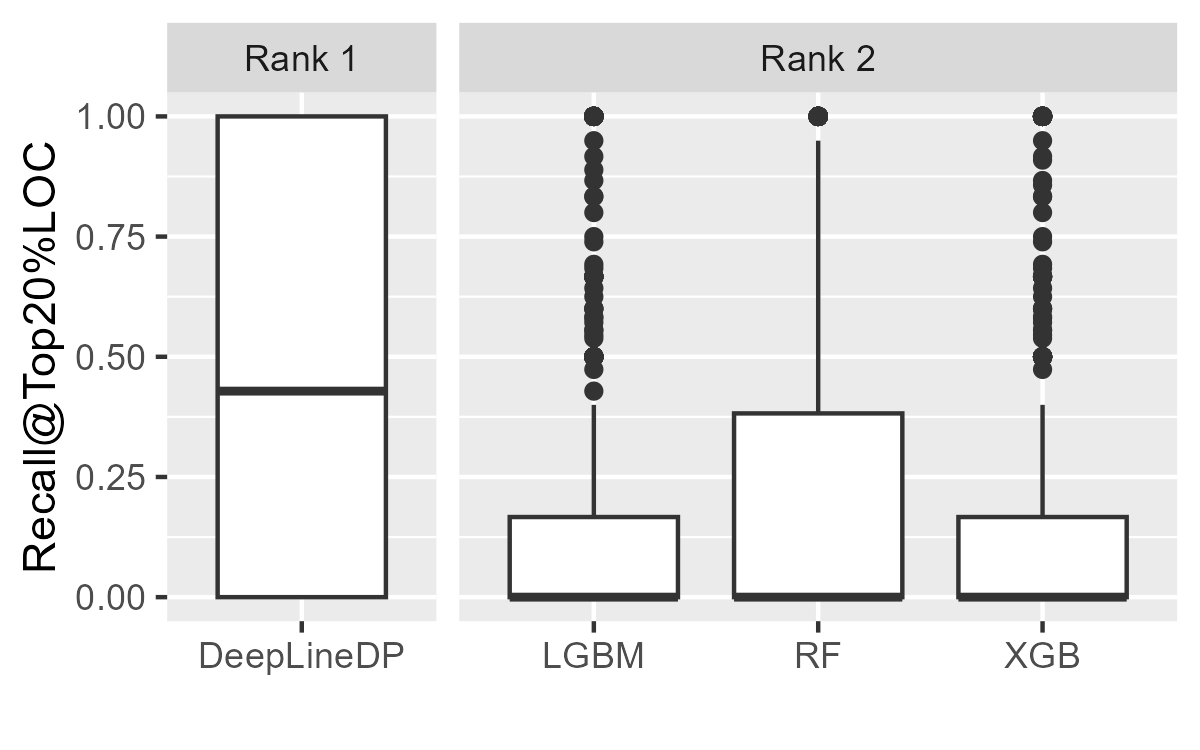 Rank 1
Rank 2
Recall@Top20%LOC
1.00
0.75
0.50
0.25
0.00
DeepLineDP
LGBM
RF
XGB